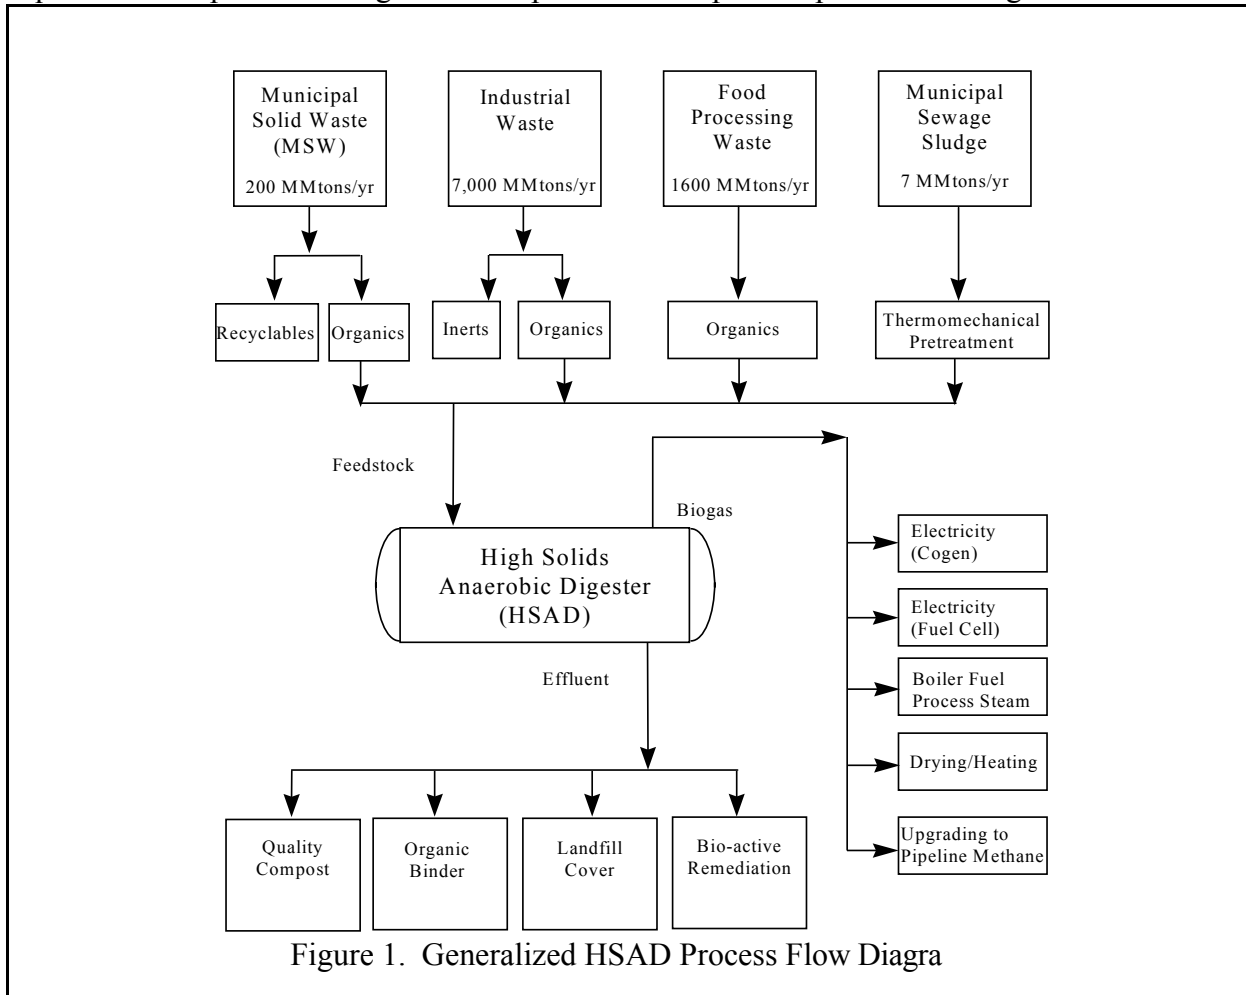 Municipal
Solid Waste
(MSW)
200 MMtons/yr
Industrial
Waste
7,000 MMtons/yr
Food
Processing
Waste
1600 MMtons/yr
Municipal
Sewage
Sludge
7 MMtons/yr
Recyclables
Organics
Inerts
Organics
Organics
Thermomechanical
Pretreatment
Feedstock
Biogas
High Solids
Anaerobic Digester
(HSAD)
Effluent
Electricity
(Cogen)
Electricity
(Fuel Cell)
Boiler Fuel
Process Steam
Drying/Heating
Upgrading to
Pipeline Methane
Quality
Compost
Organic
Binder
Landfill
Cover
Bio-active
Remediation
Figure 1. Generalized HSAD Process Flow Diagra